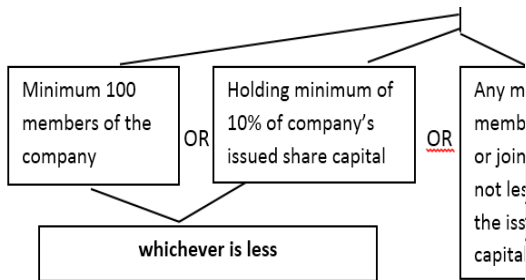 Minimum 100
members of the
company
OR
Holding minimum of
10% of company's
issued share capital
OR
Any m
memb
or join
not les
the iss
capital
whichever is less